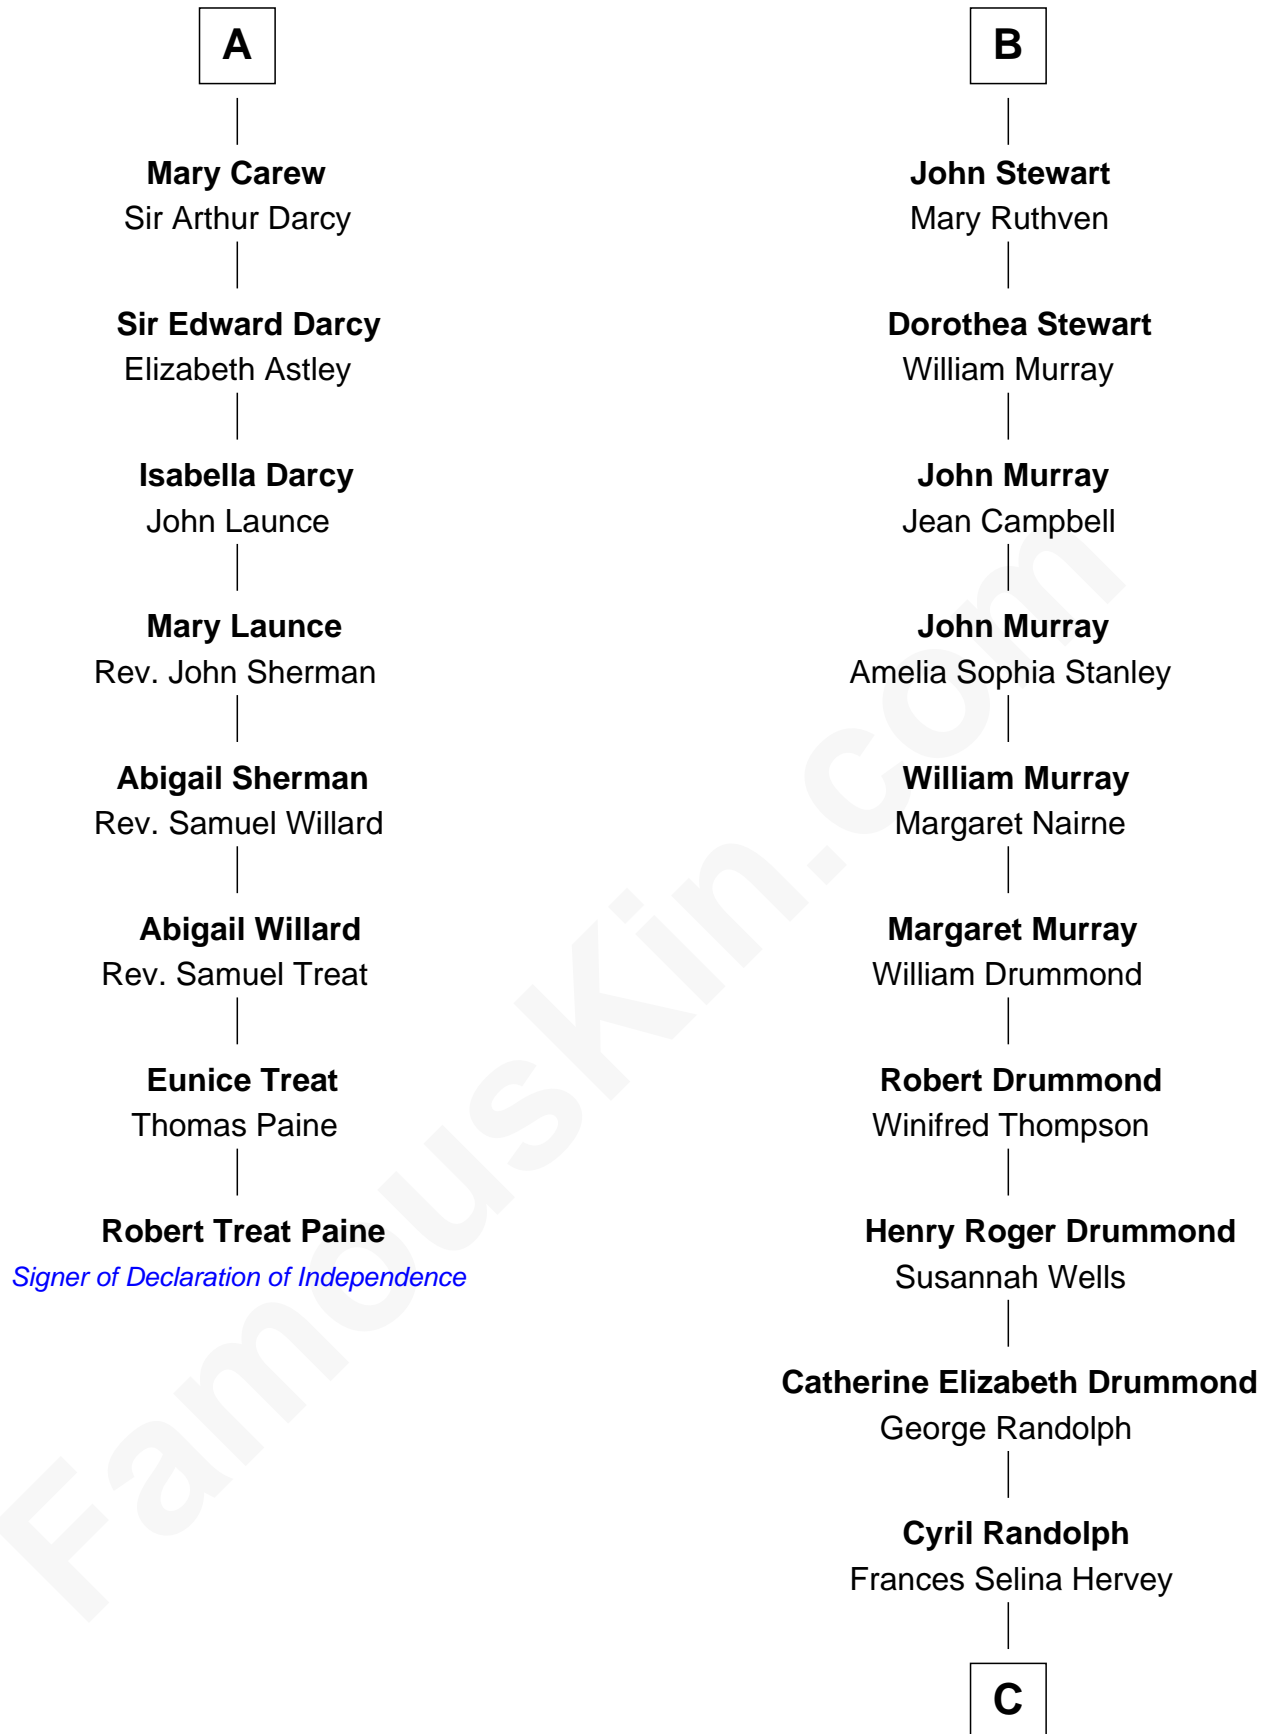 A
Mary Carew
Sir Arthur Darcy
Sir Edward Darcy
Elizabeth Astley
Isabella Darcy
John Launce
Mary Launce
Rev. John Sherman
Abigail Sherman
Rev. Samuel Willard
Abigail Willard
Rev. Samuel Treat
Eunice Treat
Thomas Paine
Robert Treat Paine
Signer of Declaration of Independence
B
John Stewart
Mary Ruthven
Dorothea Stewart
William Murray
John Murray
Jean Campbell
John Murray
Amelia Sophia Stanley
William Murray
Margaret Nairne
Margaret Murray
William Drummond
Robert Drummond
Winifred Thompson
Henry Roger Drummond
Susannah Wells
Catherine Elizabeth Drummond
George Randolph
Cyril Randolph
Frances Selina Hervey
C
FamousKin.com